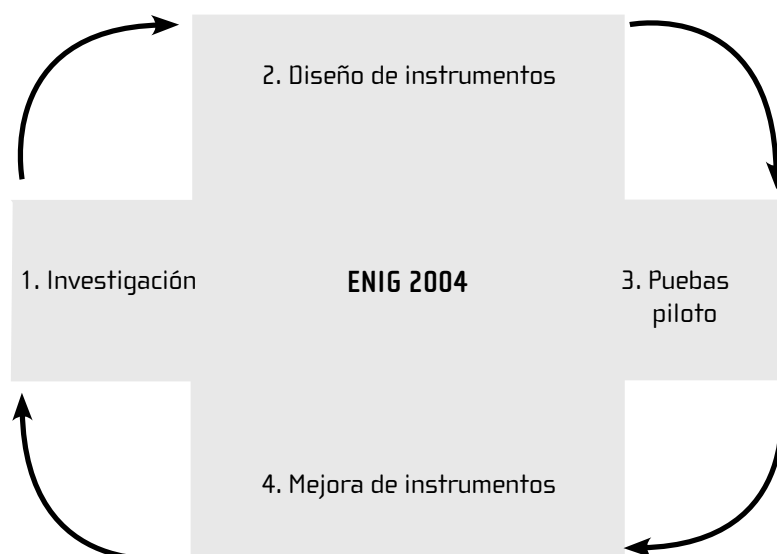 2. Diseño de instrumentos
1. Investigación
ENIG 2004
3. Puebas
piloto
4. Mejora de instrumentos